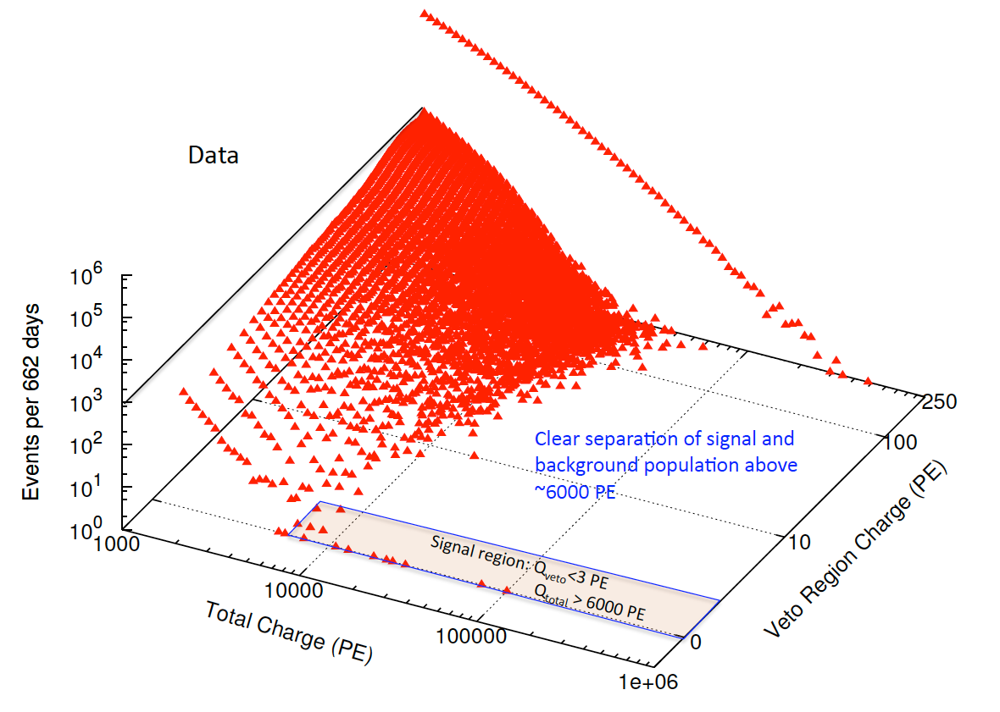 Data
Events per 662 days
10^6
10^5
10^4
10^3
10^2
10^1
10^0
1000
10000
100000
1e+06
Total Charge (PE)
250
100
10
0
Veto Region Charge (PE)
Clear separation of signal and
background population above
~6000 PE
Signal region: Q_veto <3 PE
Q_total > 6000 PE